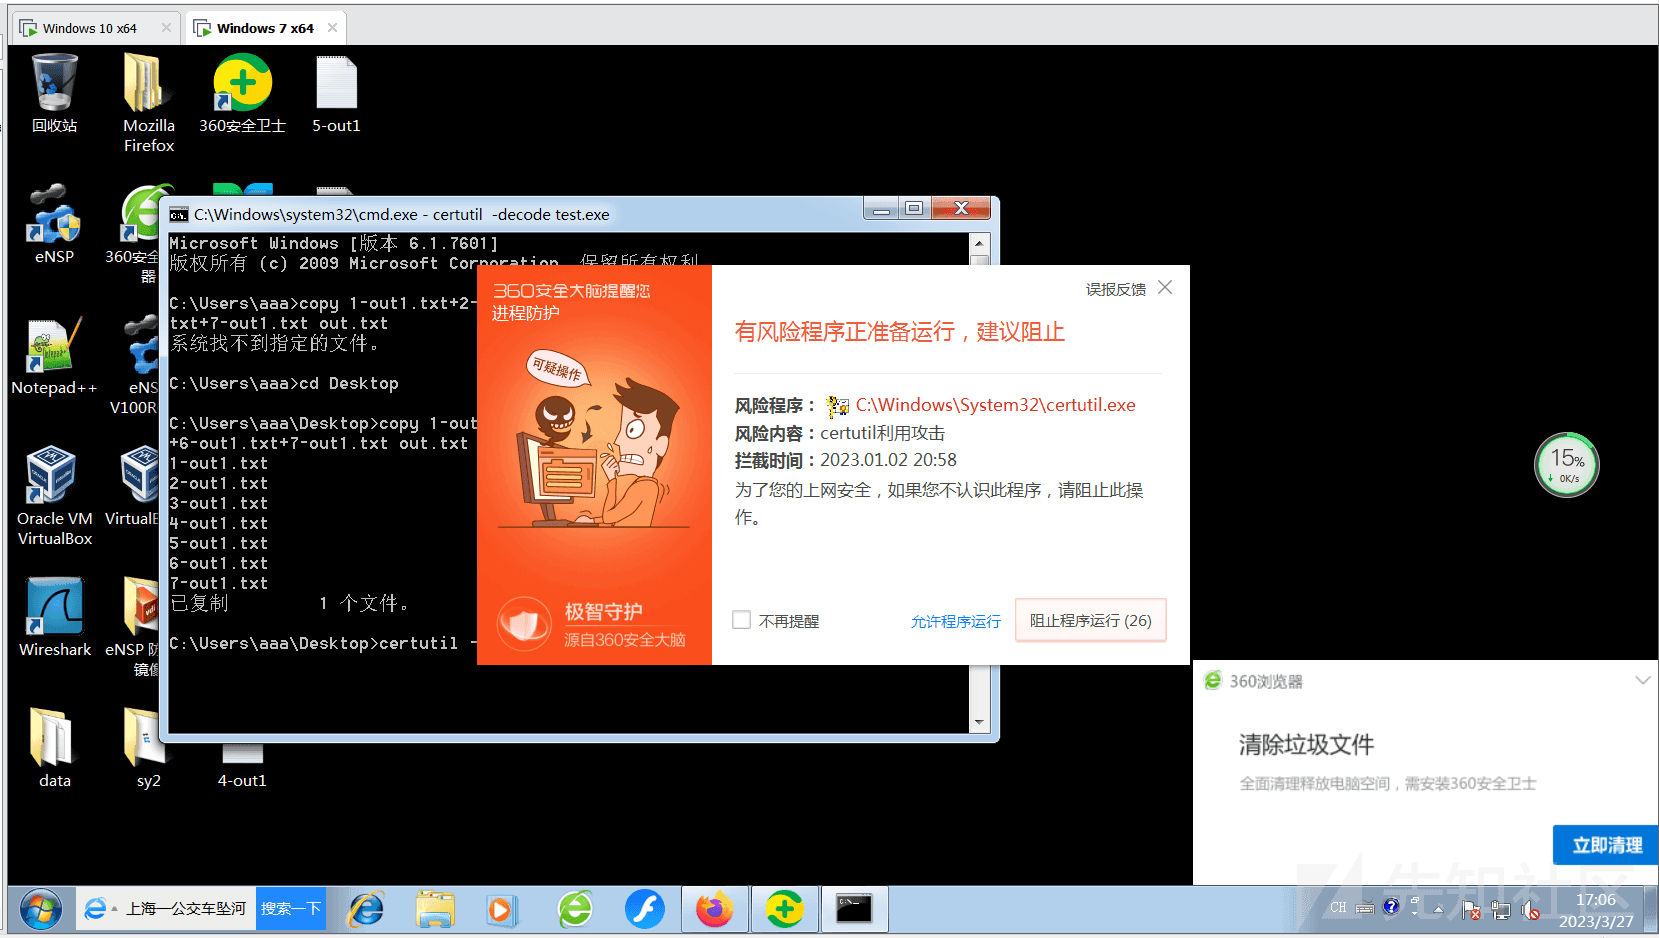 Windows 10 x64
Windows 7 x64
回收站
Mozilla
Firefox
360安全卫士
5-out1
eNSP
360安全
器
Notepad++
eNS
V100R
Oracle VM
VirtualBox
VirtualB
Wireshark
eNSP 防
镜像
data
sy2
4-out1
C:\Windows\system32\cmd.exe - certutil  -decode test.exe
Microsoft Windows [版本 6.1.7601]
版权所有 (c) 2009 Microsoft Corporation。保留所有权利
C:\Users\aaa>copy 1-out1.txt+2-
txt+7-out1.txt out.txt
系统找不到指定的文件。
C:\Users\aaa>cd Desktop
C:\Users\aaa\Desktop>copy 1-out
+6-out1.txt+7-out1.txt out.txt
1-out1.txt
2-out1.txt
3-out1.txt
4-out1.txt
5-out1.txt
6-out1.txt
7-out1.txt
已复制         1 个文件。
C:\Users\aaa\Desktop>certutil -
360安全大脑提醒您
进程防护
可疑操作
极智守护
源自360安全大脑
误报反馈
有风险程序正准备运行，建议阻止
风险程序： C:\Windows\System32\certutil.exe
风险内容：certutil利用攻击
拦截时间：2023.01.02 20:58
为了您的上网安全，如果您不认识此程序，请阻止此操
作。
不再提醒
允许程序运行
阻止程序运行 (26)
15%
0K/s
360浏览器
清除垃圾文件
全面清理释放电脑空间，需安装360安全卫士
立即清理
先知社区
上海一公交车坠河
搜索一下
CH
17:06
2023/3/27